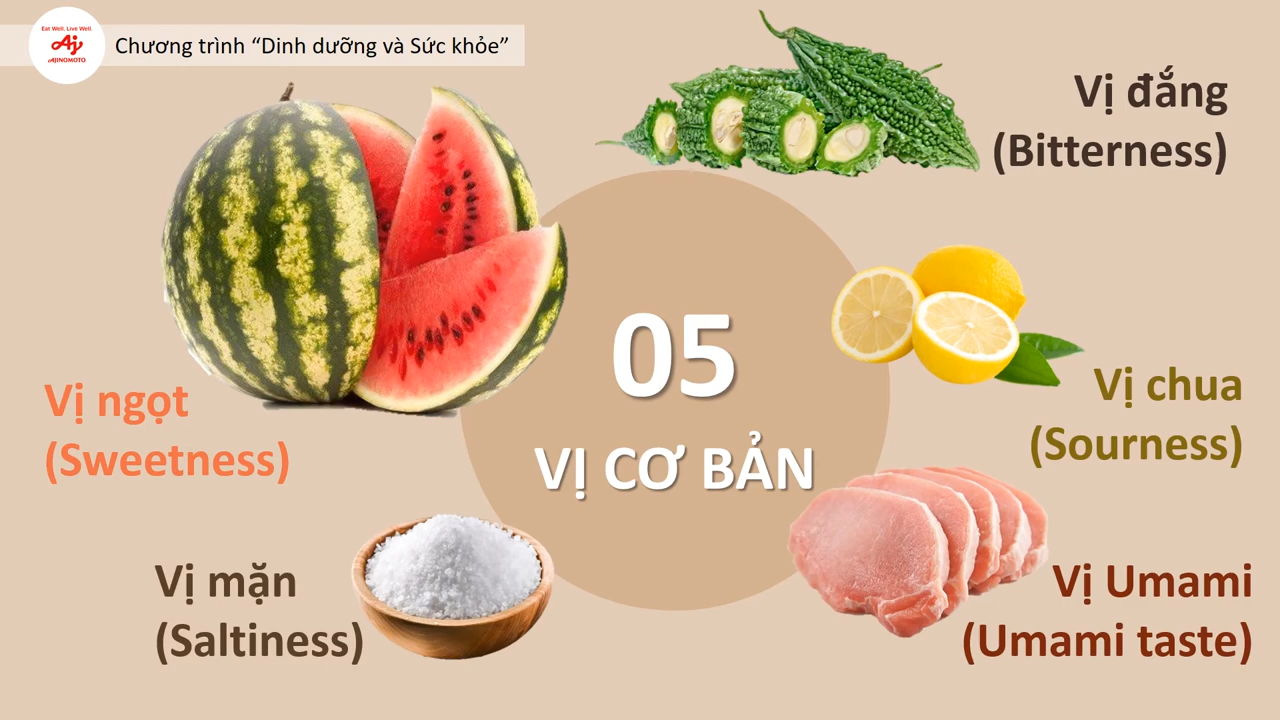 Eat Well, Live Well.
Aj
AJINOMOTO
Chương trình “Dinh dưỡng và Sức khỏe”
Vị đắng
(Bitterness)
05
VỊ CƠ BẢN
Vị chua
(Sourness)
Vị ngọt
(Sweetness)
Vị mặn
(Saltiness)
Vị Umami
(Umami taste)